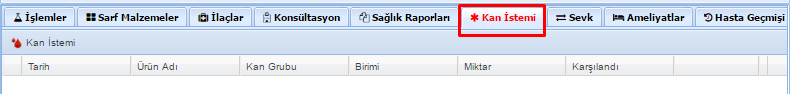 İşlemler Sarf Malzemeler İlaçlar Konsültasyon Sağlık Raporları Kan İstemi Sevk Ameliyatlar Hasta Geçmişi
Kan İstemi
Tarih Ürün Adı Kan Grubu Birimi Miktar Karşılandı